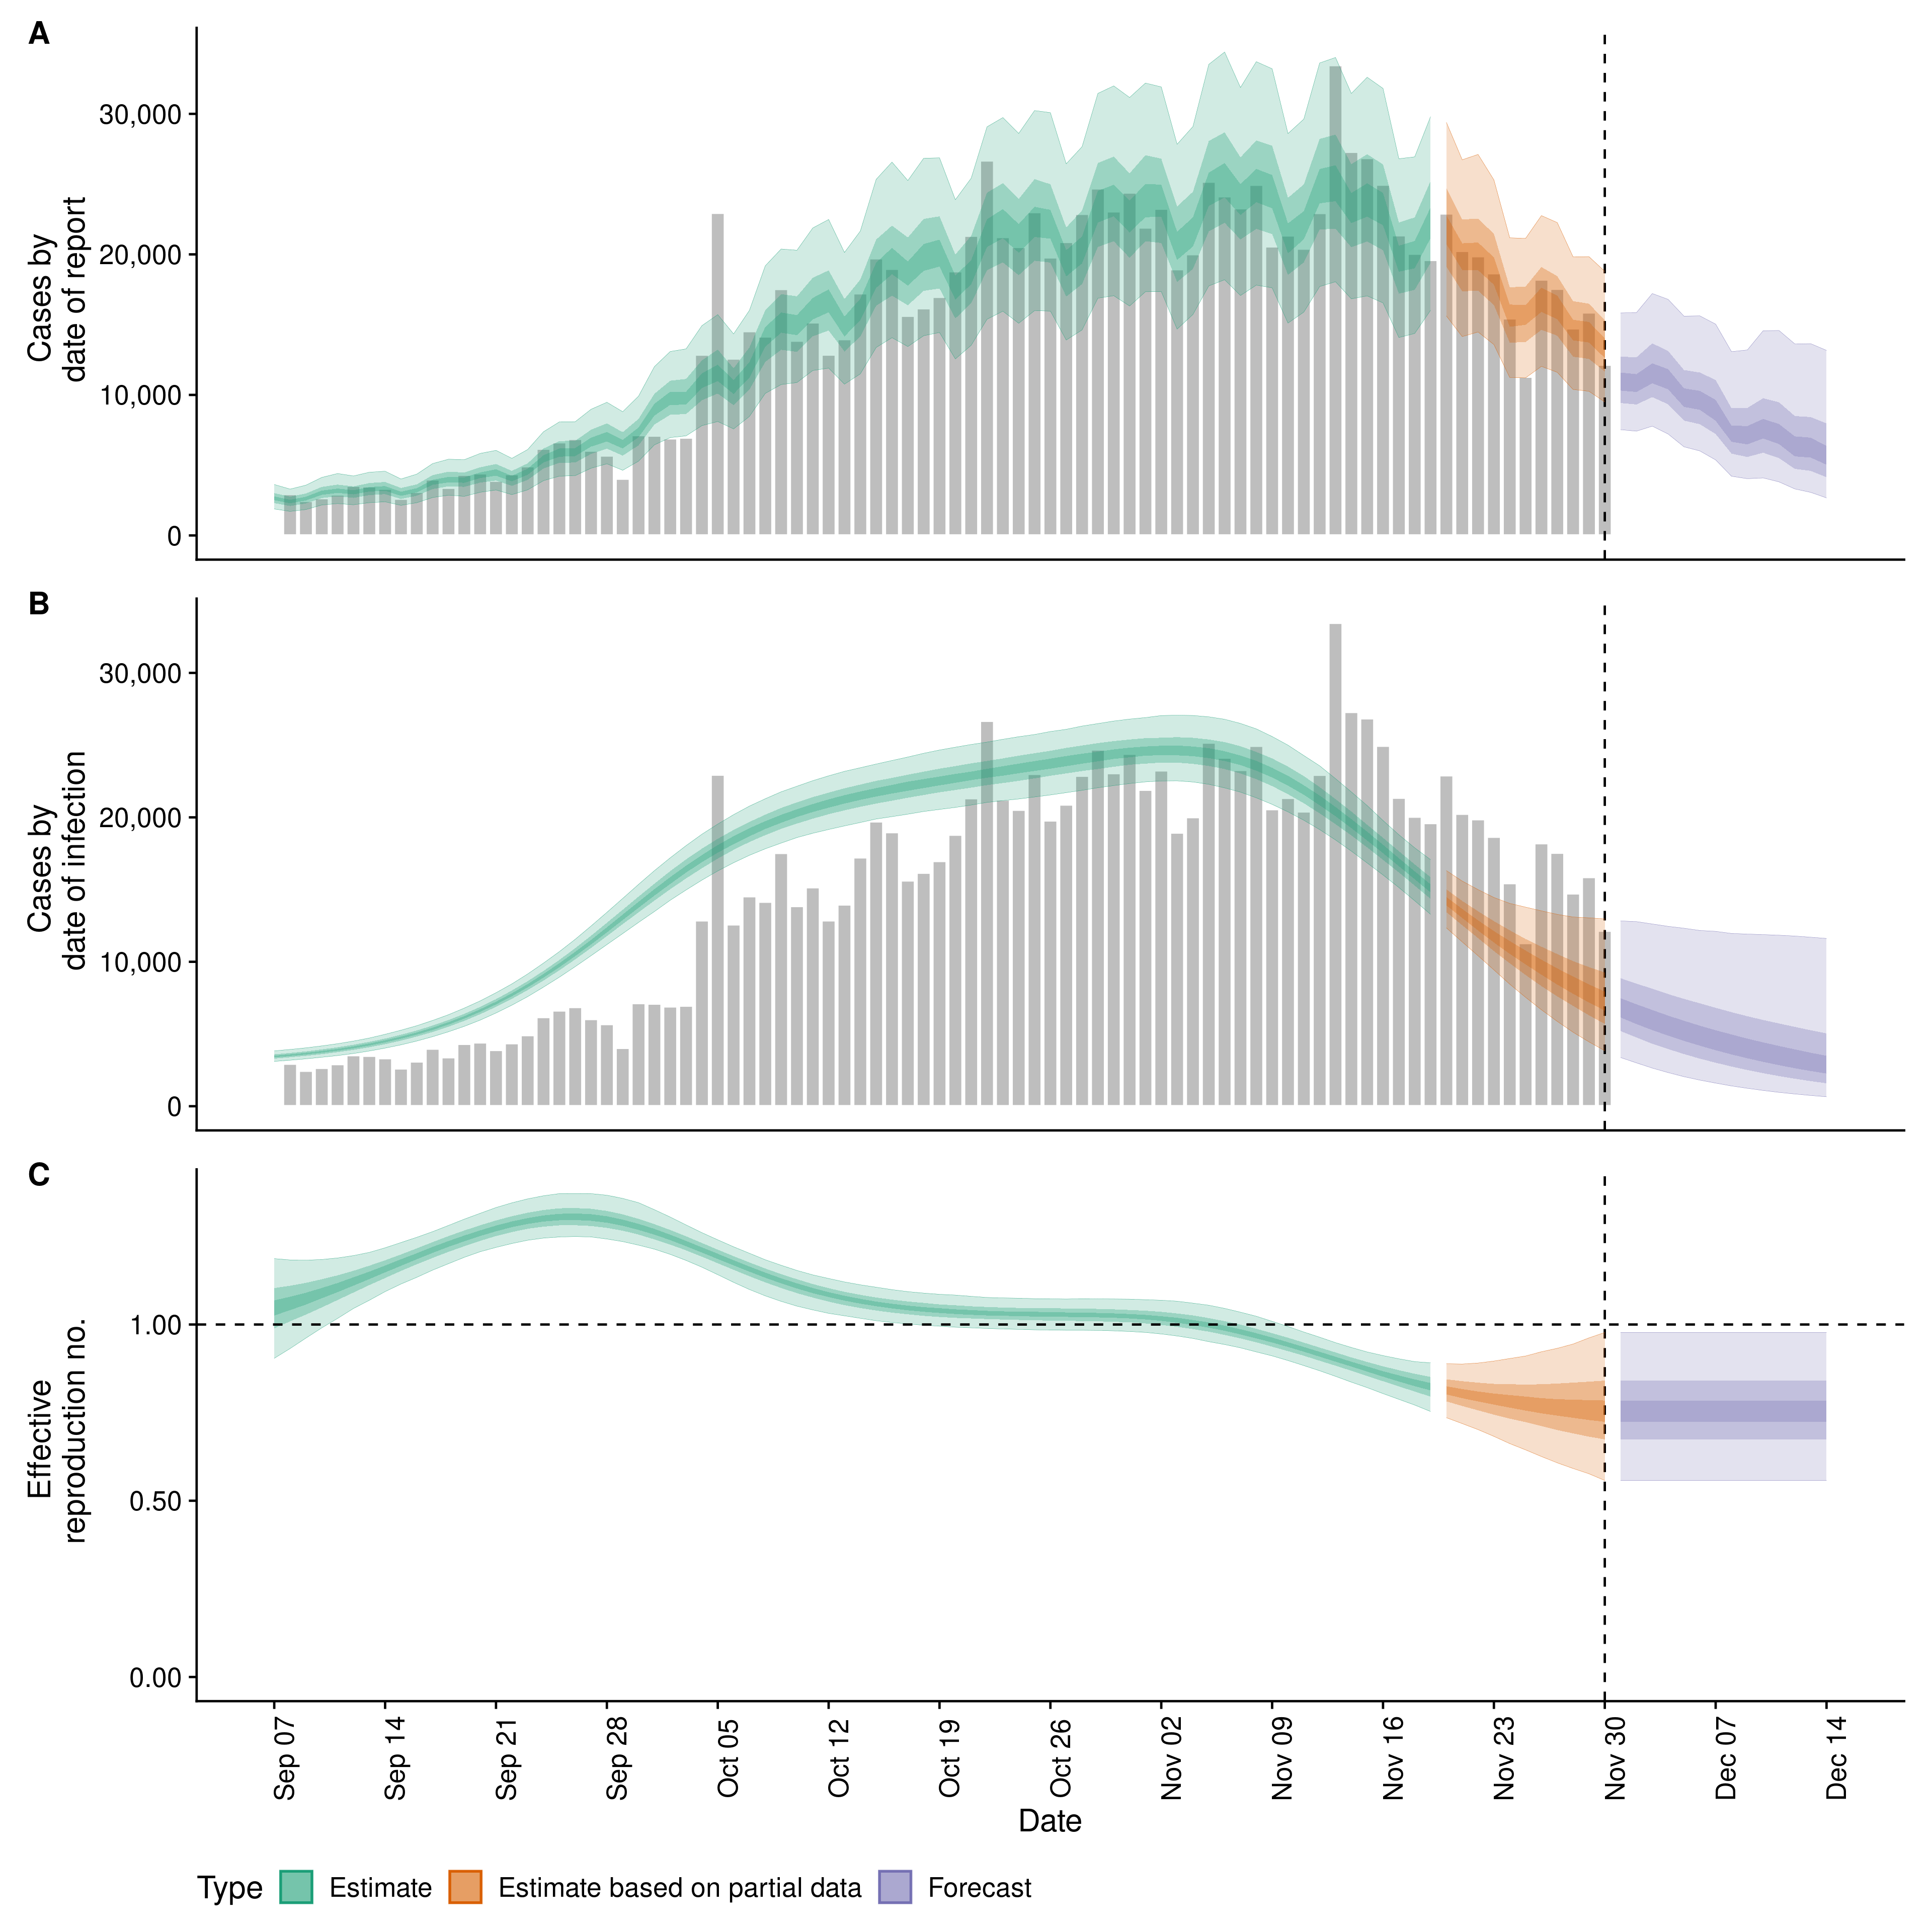 A
Cases by
date of report
30,000
20,000
10,000
0
B
Cases by
date of infection
30,000
20,000
10,000
0
C
Effective
reproduction no.
1.00
0.50
0.00
Sep 07
Sep 14
Sep 21
Sep 28
Oct 05
Oct 12
Oct 19
Oct 26
Nov 02
Nov 09
Nov 16
Nov 23
Nov 30
Dec 07
Dec 14
Date
Type Estimate Estimate based on partial data Forecast